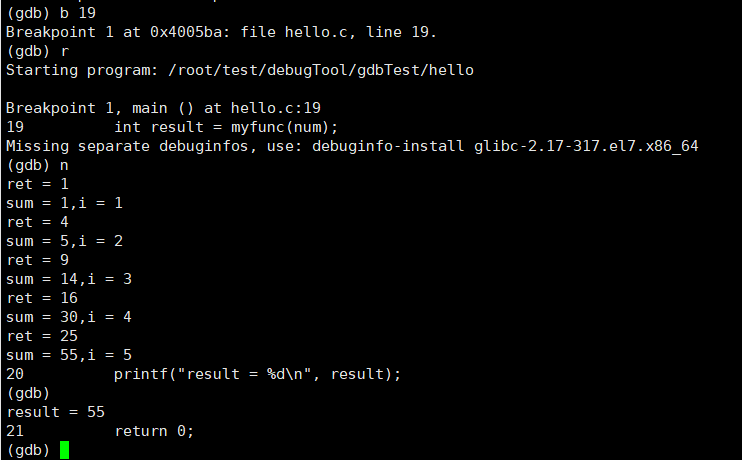 (gdb) b 19
Breakpoint 1 at 0x4005ba: file hello.c, line 19.
(gdb) r
Starting program: /root/test/debugTool/gdbTest/hello

Breakpoint 1, main () at hello.c:19
19          int result = myfunc(num);
Missing separate debuginfos, use: debuginfo-install glibc-2.17-317.el7.x86_64
(gdb) n
ret = 1
sum = 1,i = 1
ret = 4
sum = 5,i = 2
ret = 9
sum = 14,i = 3
ret = 16
sum = 30,i = 4
ret = 25
sum = 55,i = 5
20          printf("result = %d\n", result);
(gdb)
result = 55
21          return 0;
(gdb)